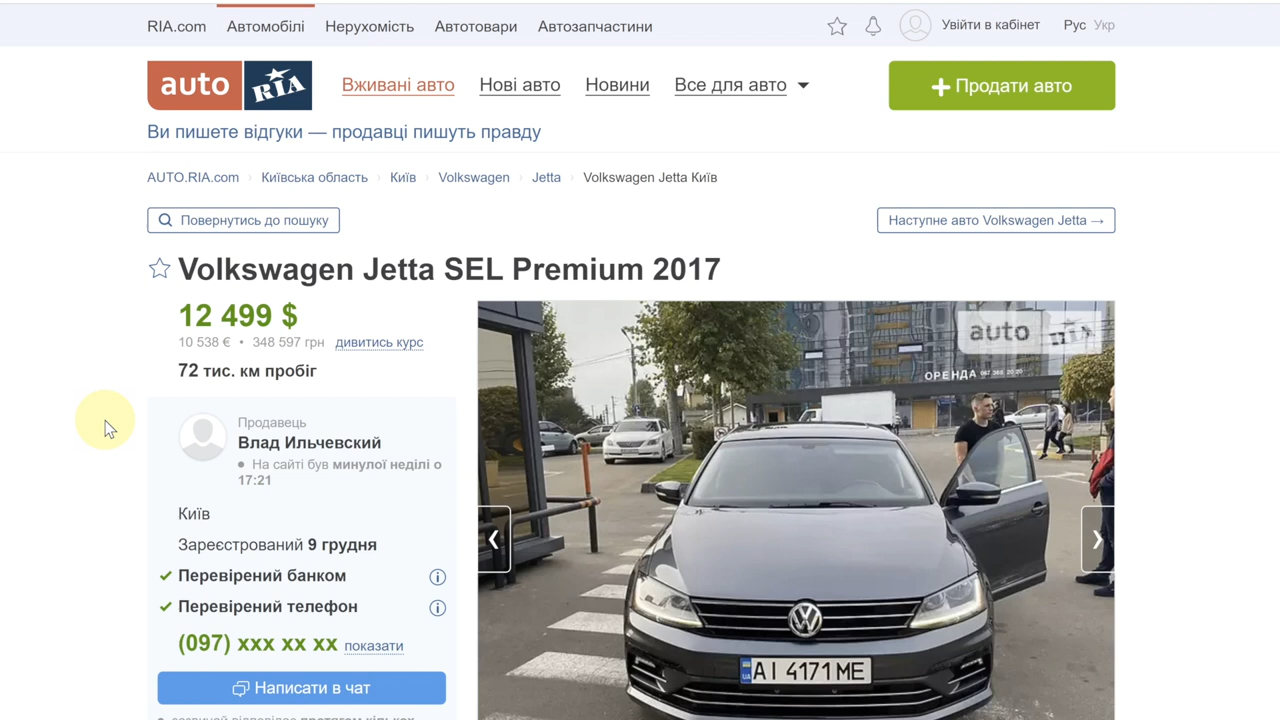 RIA.com Автомобілі Нерухомість Автотовари Автозапчастини Увійти в кабінет Рус Укр
auto RIA Вживані авто Нові авто Новини Все для авто Продати авто
Ви пишете відгуки — продавці пишуть правду
AUTO.RIA.com Київська область Київ Volkswagen Jetta Volkswagen Jetta Київ
Повернутись до пошуку Наступне авто Volkswagen Jetta →
Volkswagen Jetta SEL Premium 2017
12 499 $
10 538 € • 348 597 грн дивитись курс
72 тис. км пробіг
auto RIA
ОРЕНДА
Продавець
Влад Ильчевский
• На сайті був минулої неділі о
17:21
Київ
Зареєстрований 9 грудня
Перевірений банком
Перевірений телефон
(097) xxx xx xx показати
Написати в чат
AI 4171 ME
UA